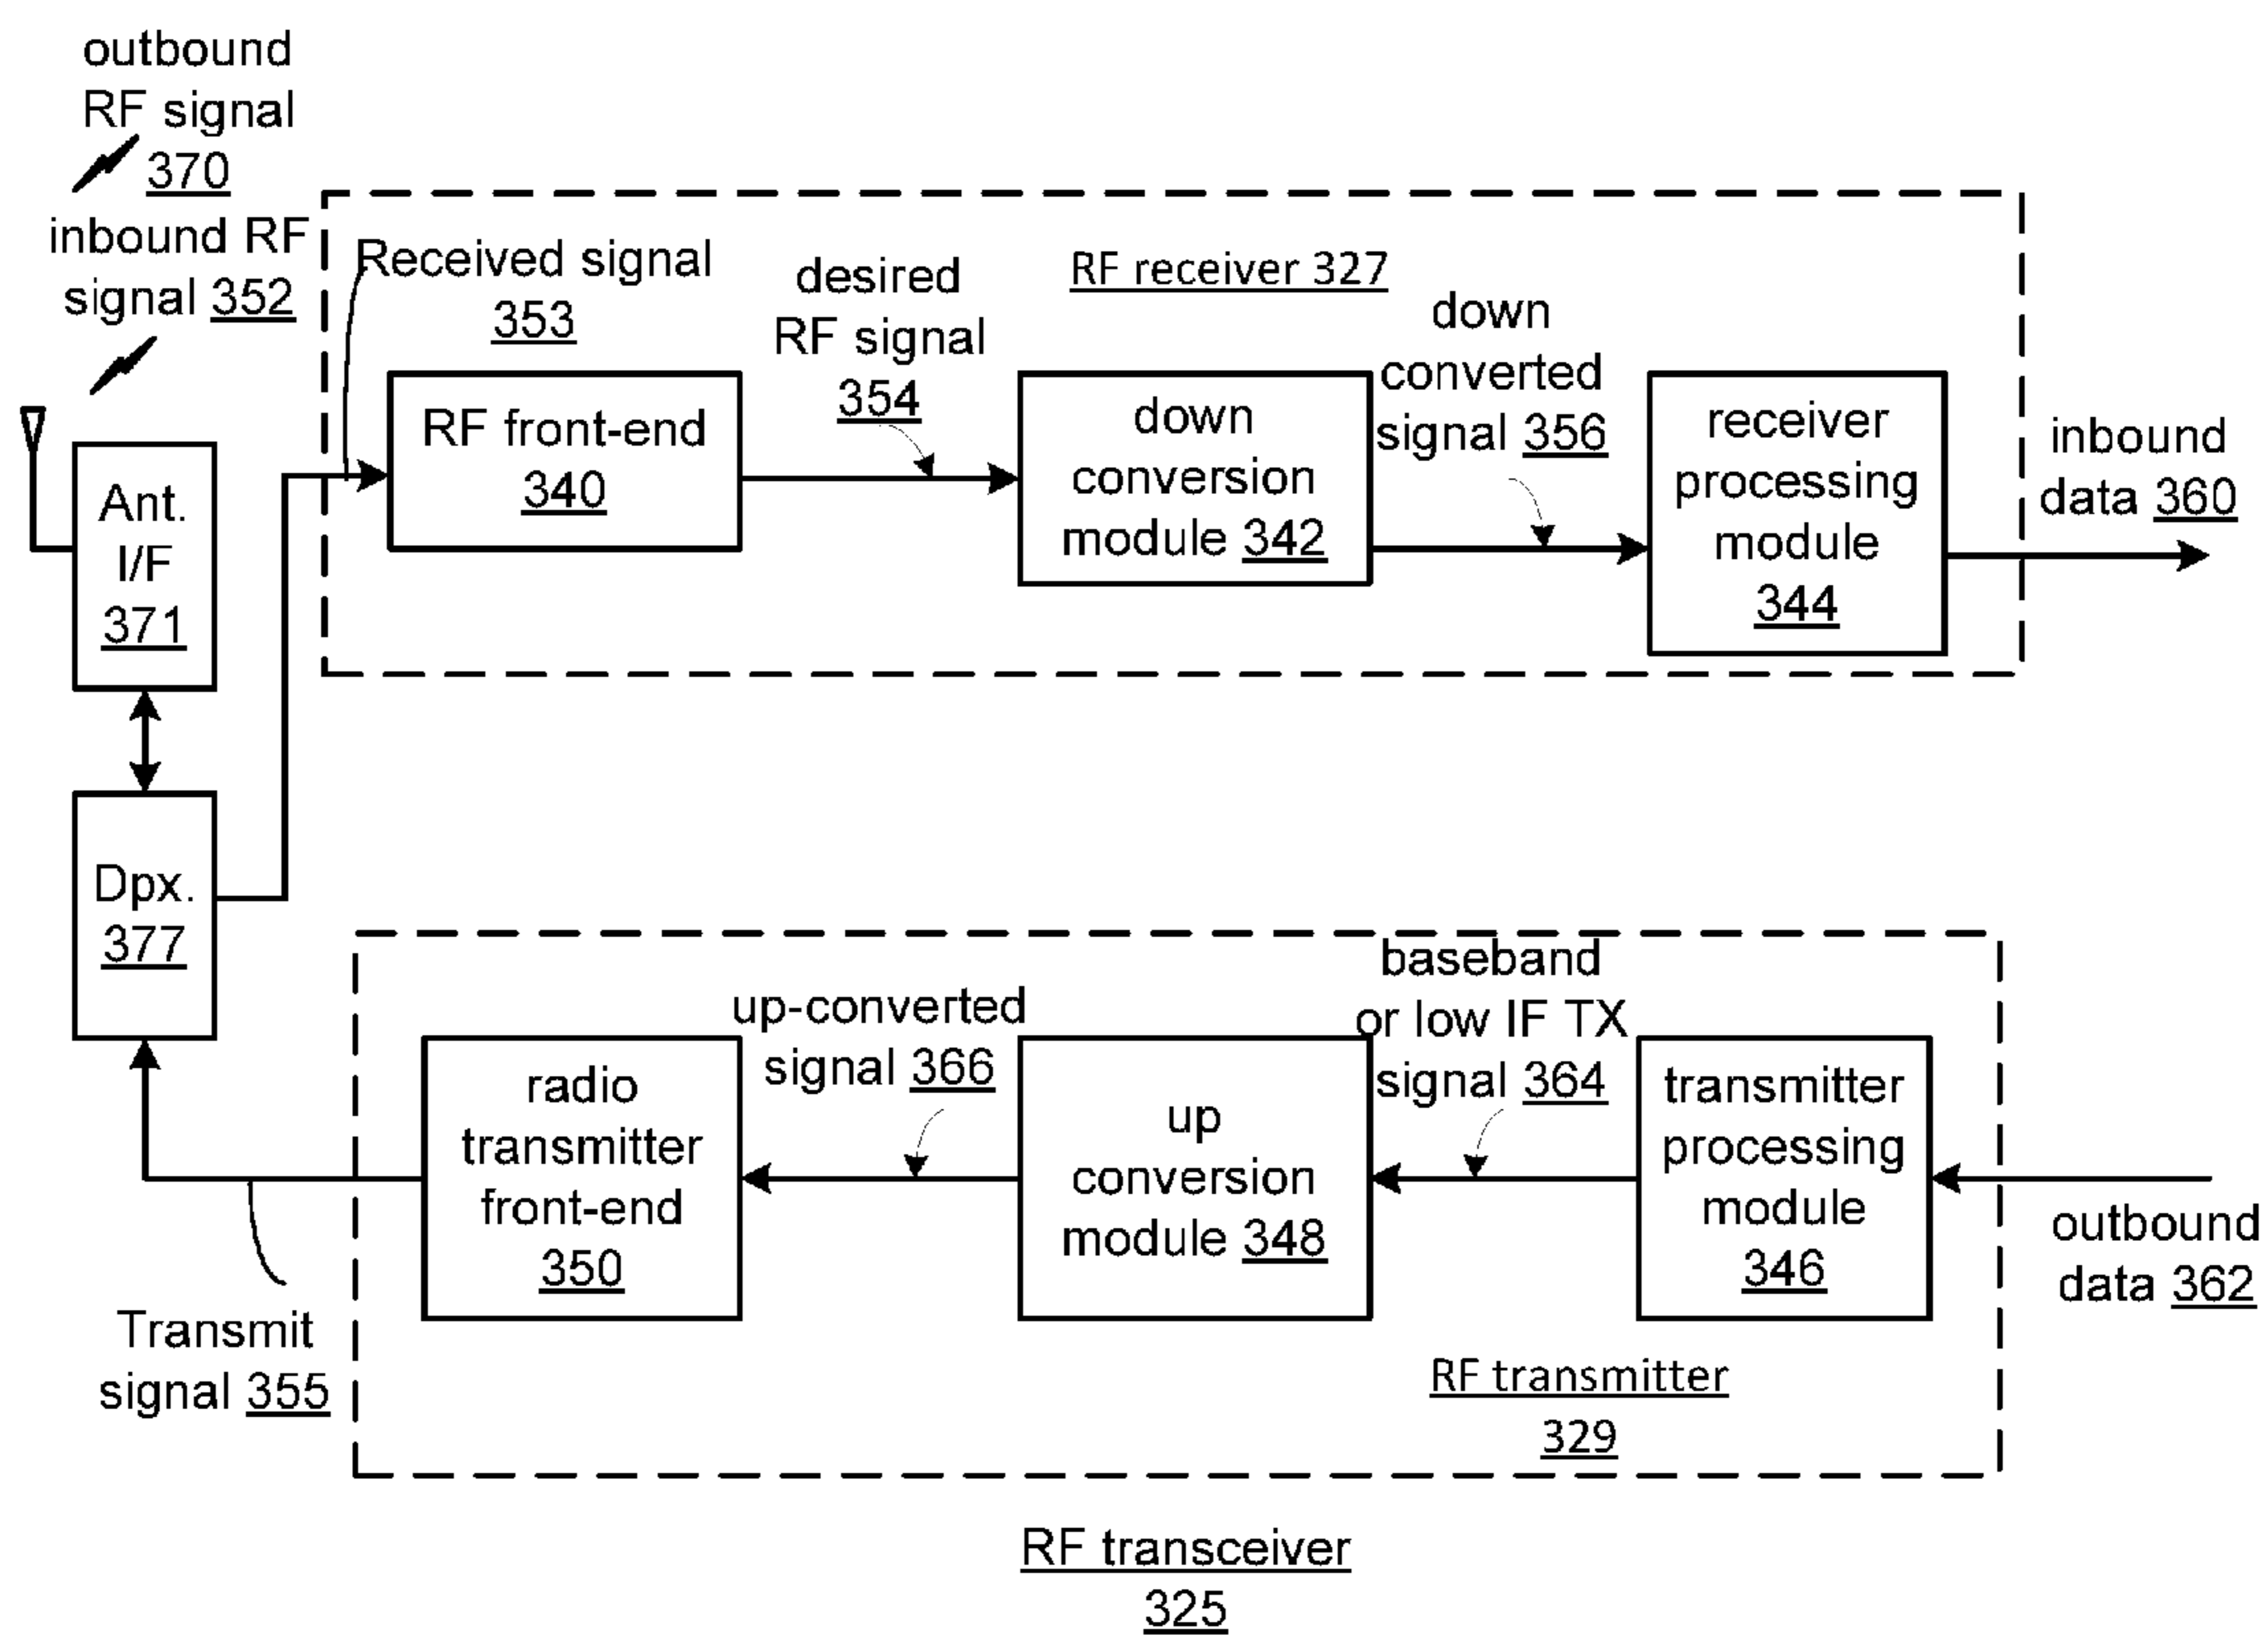 outbound
RF signal
370
inbound RF
signal 352
Received signal
353
desired
RF signal
354
RF receiver 327
down
converted
signal 356
RF front-end
340
down
conversion
module 342
receiver
processing
module
344
inbound
data 360
Ant.
I/F
371
Dpx.
377
up-converted
signal 366
baseband
or low IF TX
signal 364
radio
transmitter
front-end
350
up
conversion
module 348
transmitter
processing
module
346
outbound
data 362
Transmit
signal 355
RF transmitter
329
RF transceiver
325